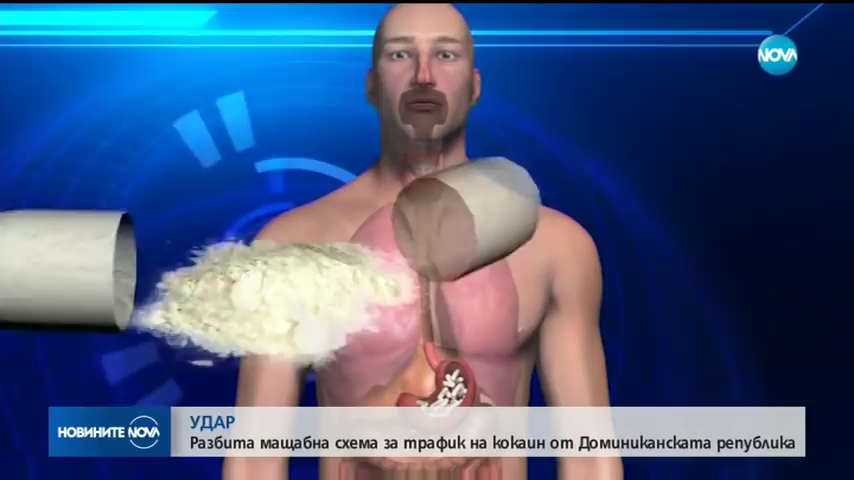 NOVA
УДАР
НОВИНИТЕ NOVA
Разбита мащабна схема за трафик на кокаин от Доминиканската република